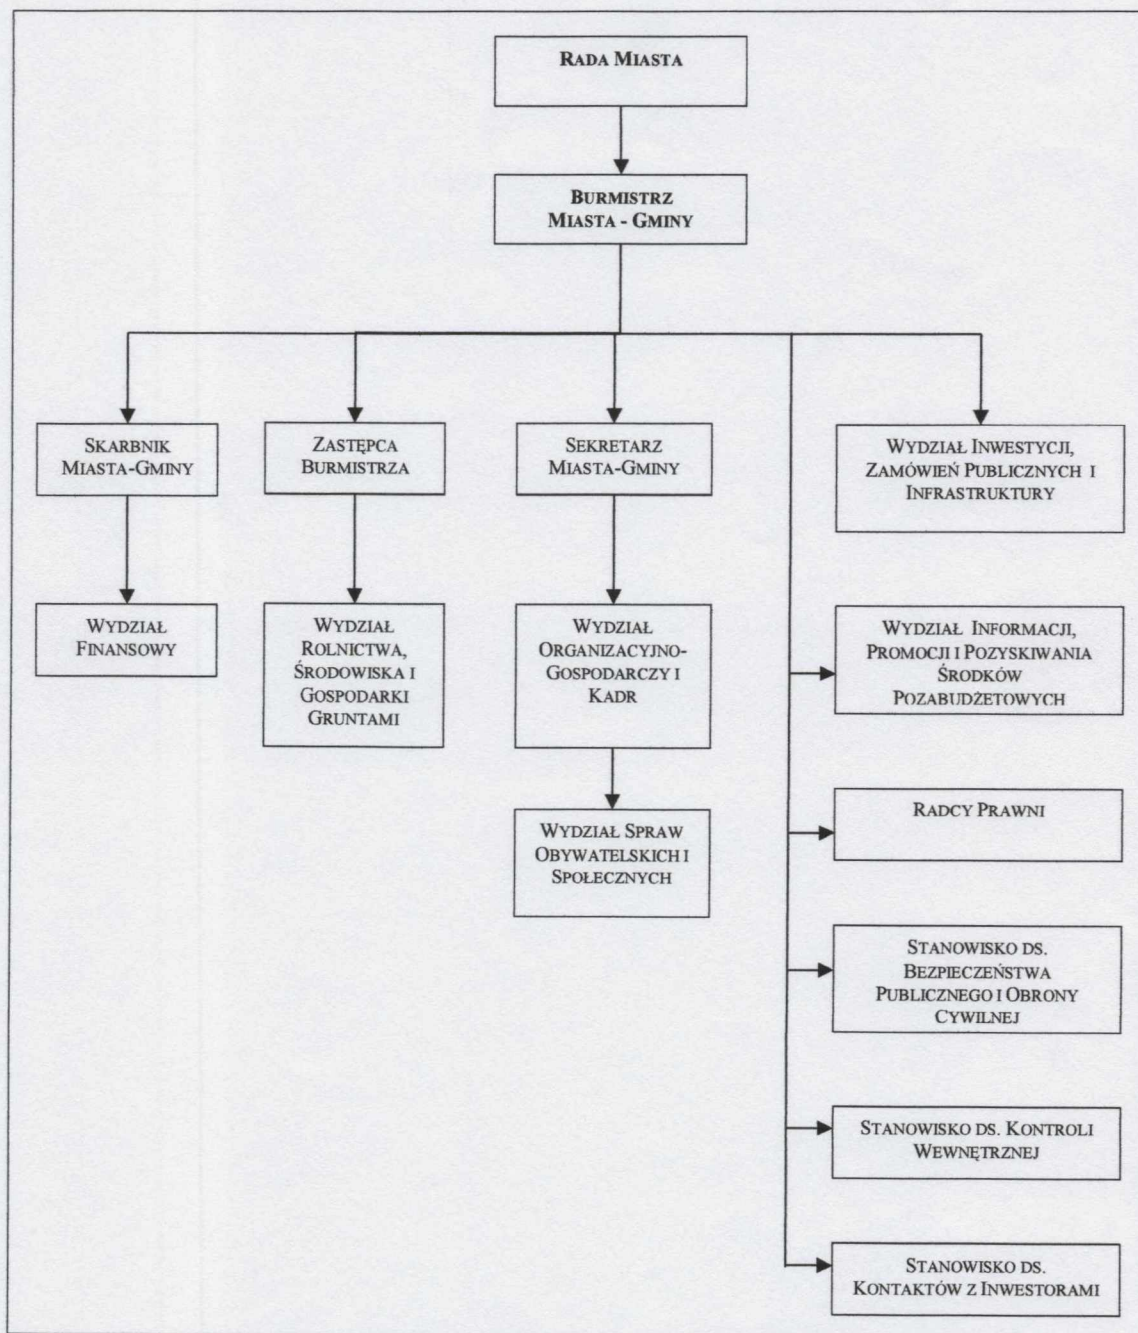 RADA MIASTA
BURMISTRZ
MIASTA - GMINY
SKARBNIK
MIASTA-GMINY
ZASTĘPCA
BURMISTRZA
SEKRETARZ
MIASTA-GMINY
WYDZIAŁ INWESTYCJI,
ZAMÓWIEŃ PUBLICZNYCH I
INFRASTRUKTURY
WYDZIAŁ
FINANSOWY
WYDZIAŁ
ROLNICTWA,
ŚRODOWISKA I
GOSPODARKI
GRUNTAMI
WYDZIAŁ
ORGANIZACYJNO-
GOSPODARCZY I
KADR
WYDZIAŁ INFORMACJI,
PROMOCJI I POZYSKIWANIA
ŚRODKÓW
POZABUDŻETOWYCH
WYDZIAŁ SPRAW
OBYWATELSKICH I
SPOŁECZNYCH
RADCY PRAWNI
STANOWISKO DS.
BEZPIECZEŃSTWA
PUBLICZNEGO I OBRONY
CYWILNEJ
STANOWISKO DS. KONTROLI
WEWNĘTRZNEJ
STANOWISKO DS.
KONTAKTÓW Z INWESTORAMI